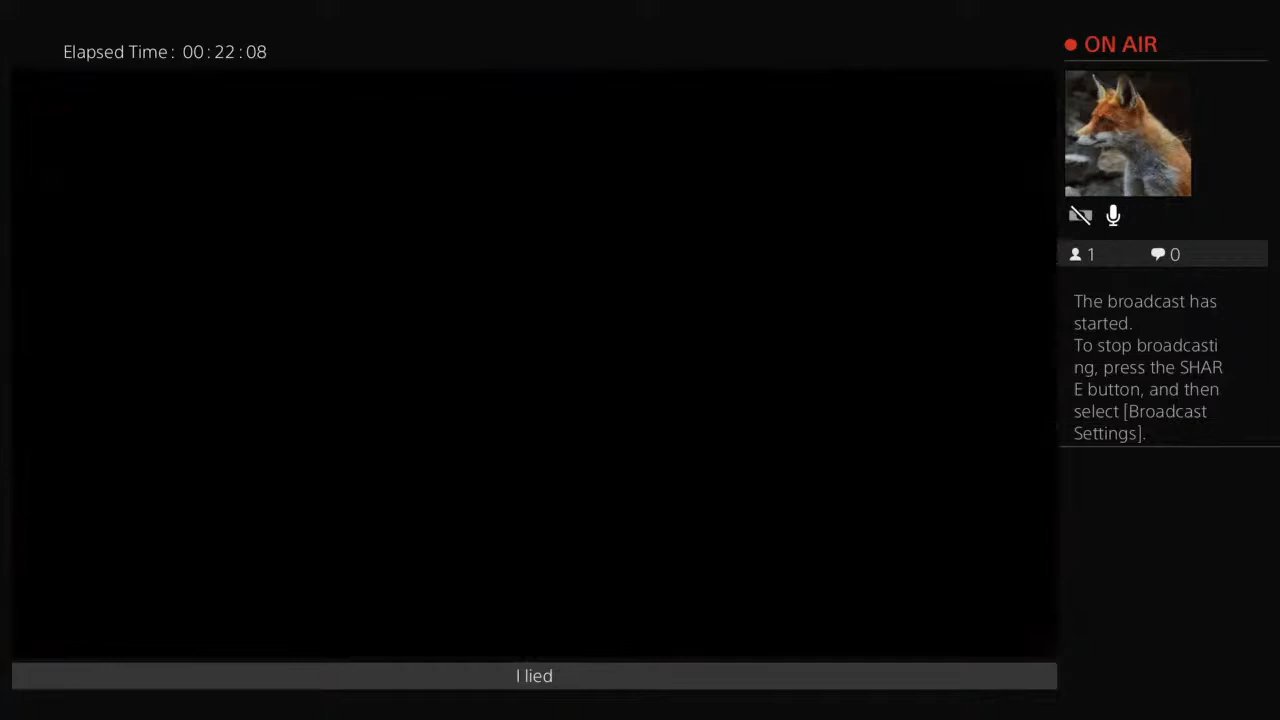 Elapsed Time: 00:22:08
ON AIR
1 0
The broadcast has
started.
To stop broadcasti
ng, press the SHAR
E button, and then
select [Broadcast
Settings].
I lied